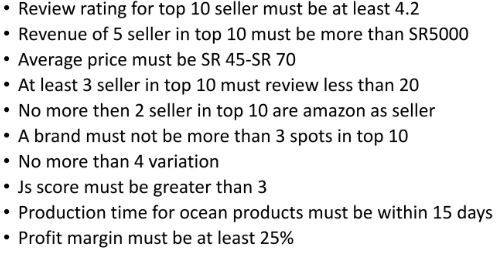 • Review rating for top 10 seller must be at least 4.2
• Revenue of 5 seller in top 10 must be more than SR5000
• Average price must be SR 45-SR 70
• At least 3 seller in top 10 must review less than 20
• No more then 2 seller in top 10 are amazon as seller
• A brand must not be more than 3 spots in top 10
• No more than 4 variation
• Js score must be greater than 3
• Production time for ocean products must be within 15 days
• Profit margin must be at least 25%